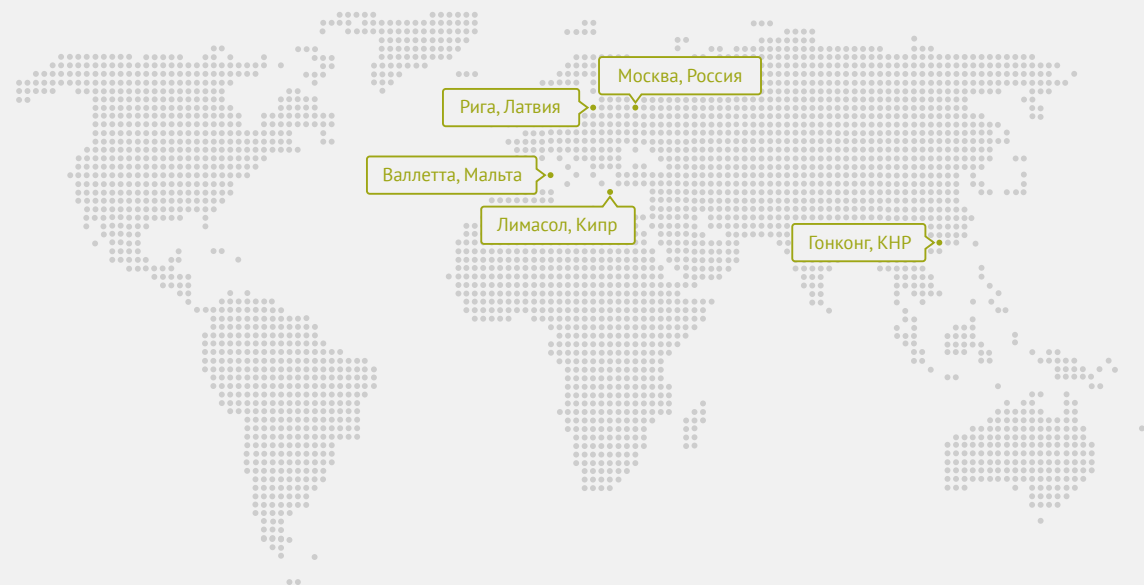 Москва, Россия
Рига, Латвия
Валлетта, Мальта
Лимасол, Кипр
Гонконг, КНР